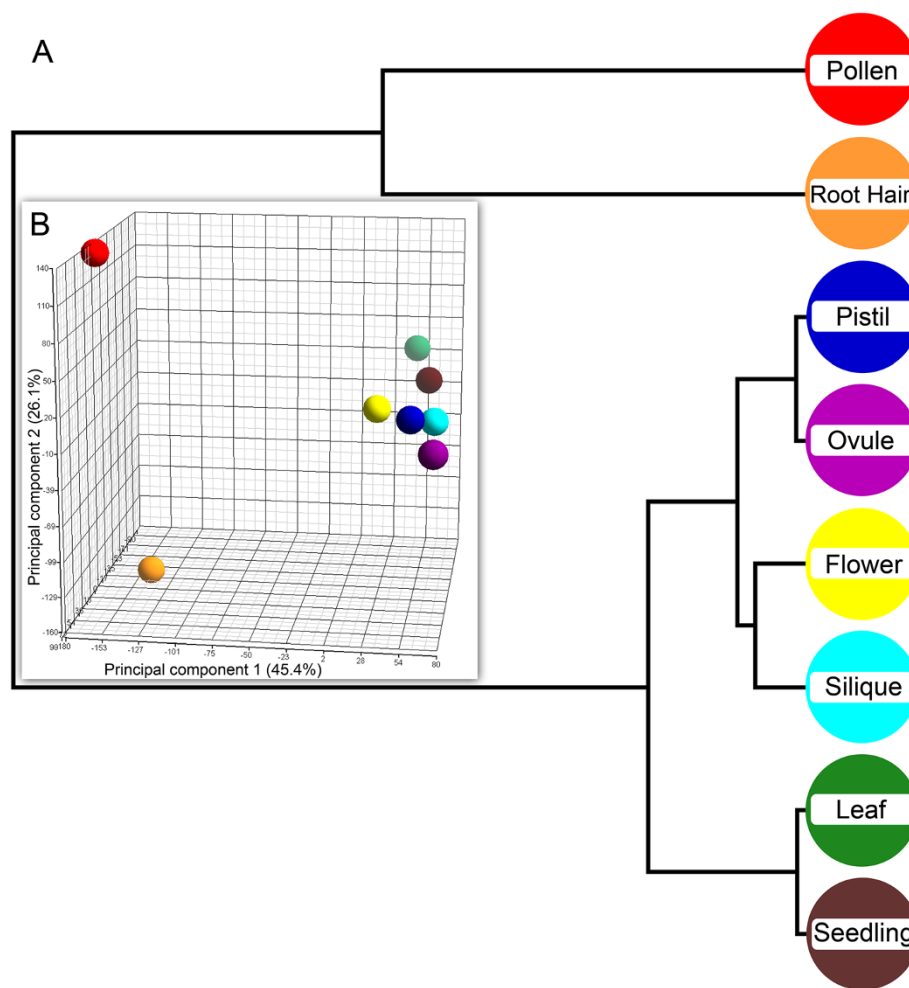 A
Pollen
Root Hair
B
Pistil
Ovule
Flower
Silique
Leaf
Seedling
Principal component 2 (26.1%)
140
110
80
50
20
-10
-39
-69
-99
-129
-160
-180
-153
-127
-101
-75
-50
-23
2
28
54
80
Principal component 1 (45.4%)